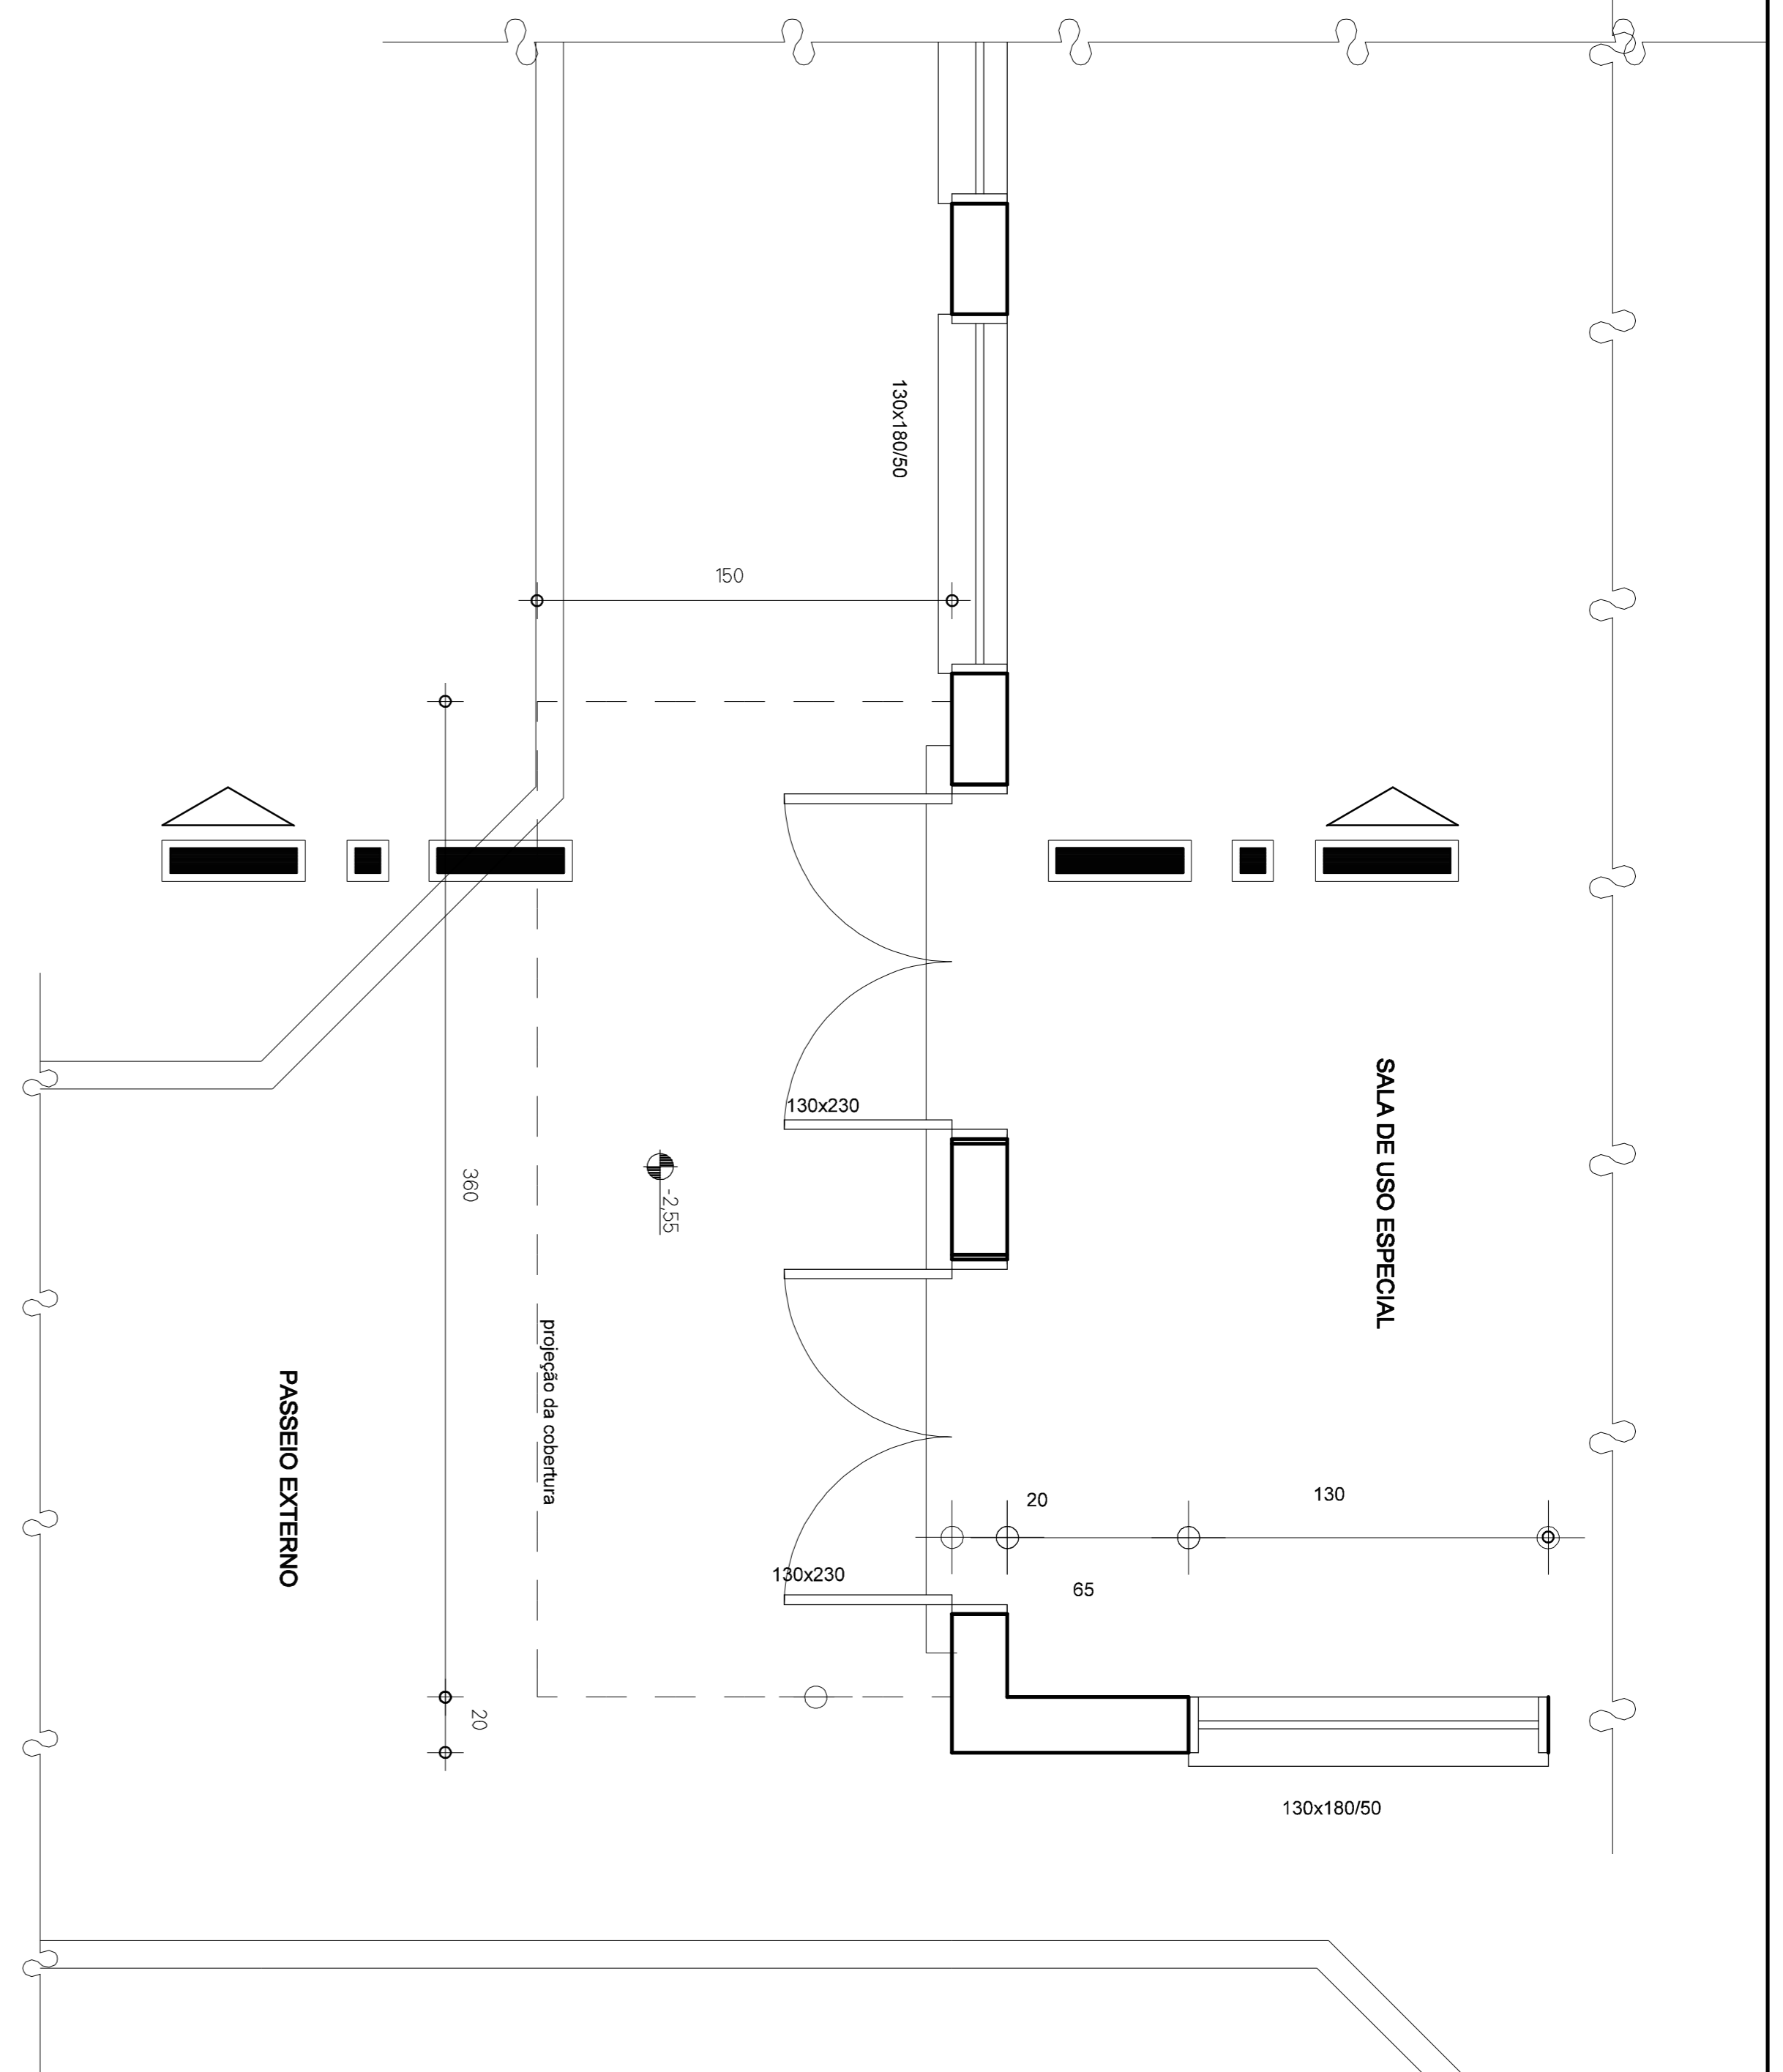 130x180/50
150
130x230
360
-2,55
SALA DE USO ESPECIAL
projeção da cobertura
PASSEIO EXTERNO
20
130
130x230
65
20
130x180/50